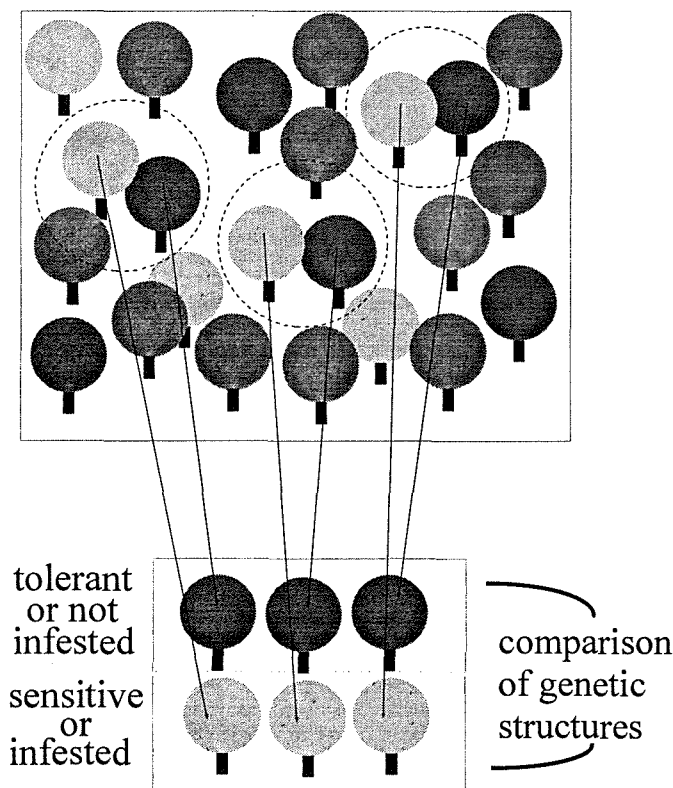 tolerant
or not
infested
sensitive
or
infested
comparison
of genetic
structures